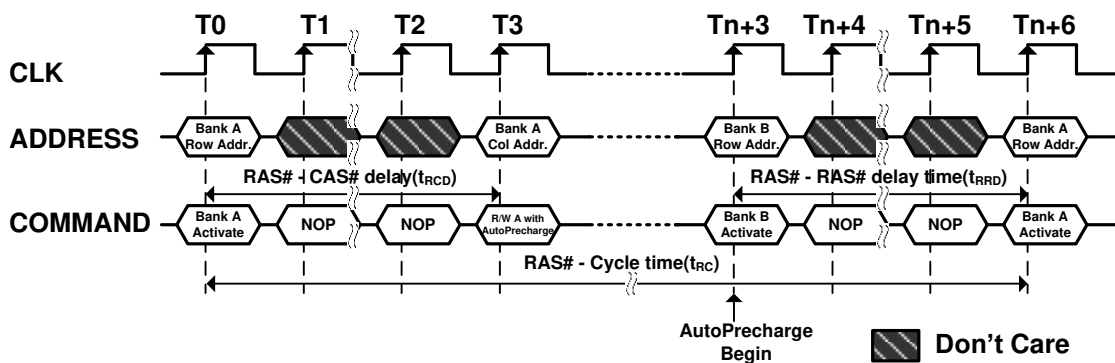 T0 T1 T2 T3 Tn+3 Tn+4 Tn+5 Tn+6
CLK
ADDRESS
Bank A
Row Addr.
Bank A
Col Addr.
Bank B
Row Addr.
Bank A
Row Addr.
RAS# - CAS# delay(tRCD)
RAS# - RAS# delay time(tRRD)
COMMAND
Bank A
Activate
NOP
NOP
R/W A with
AutoPrecharge
Bank B
Activate
NOP
NOP
Bank A
Activate
RAS# - Cycle time(tRC)
AutoPrecharge
Begin
Don't Care